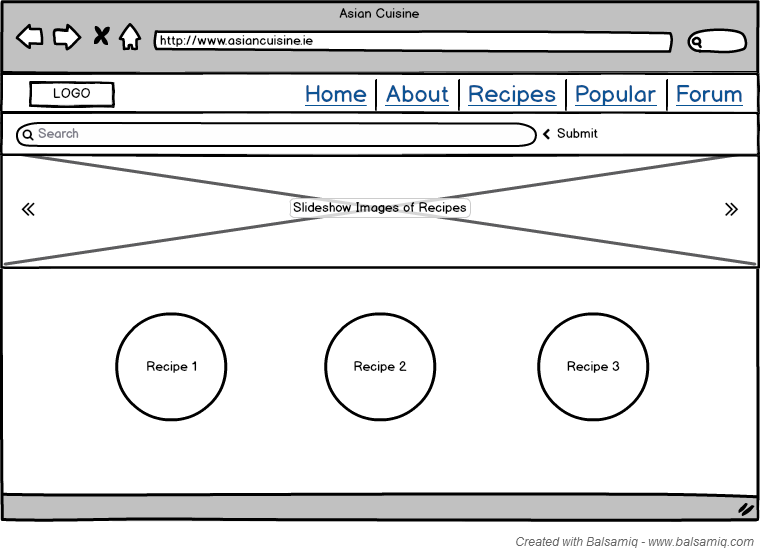 Asian Cuisine
http://www.asiancuisine.ie
LOGO
Home About Recipes Popular Forum
Search Submit
Slideshow Images of Recipes
Recipe 1 Recipe 2 Recipe 3
Created with Balsamiq - www.balsamiq.com